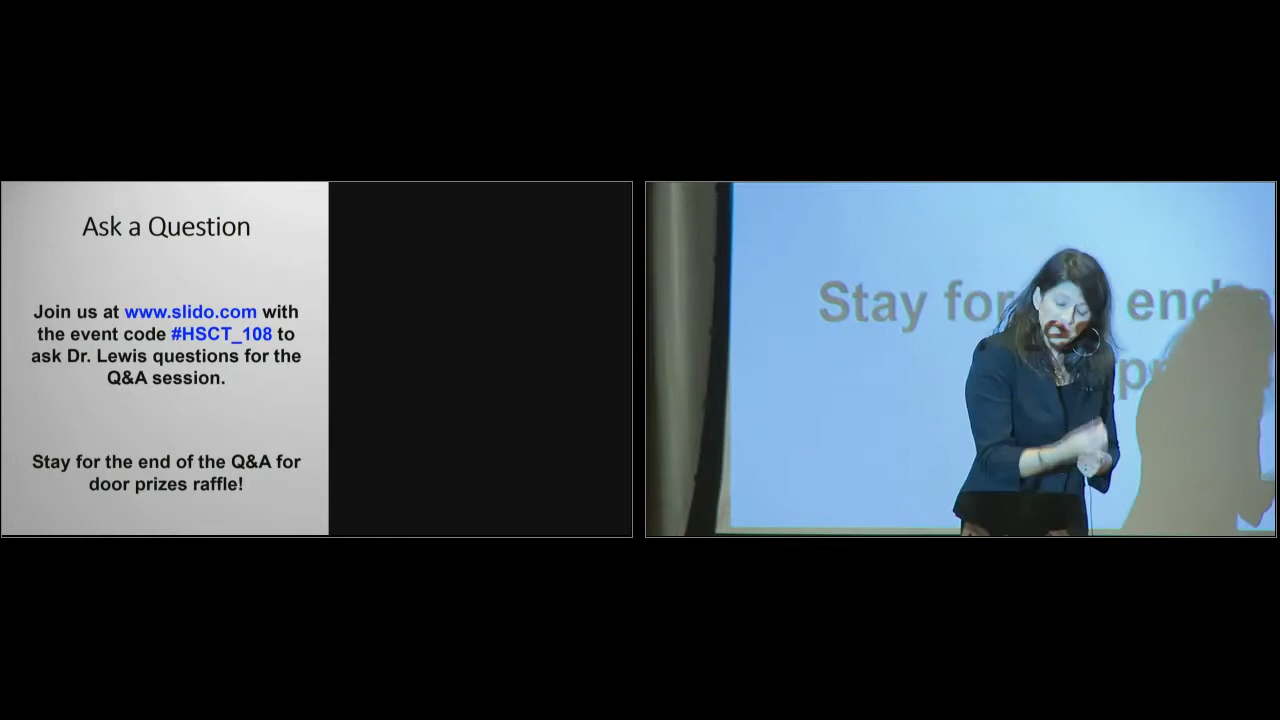 Ask a Question
Join us at www.slido.com with
the event code #HSCT_108 to
ask Dr. Lewis questions for the
Q&A session.
Stay for the end of the Q&A for
door prizes raffle!
Stay for end